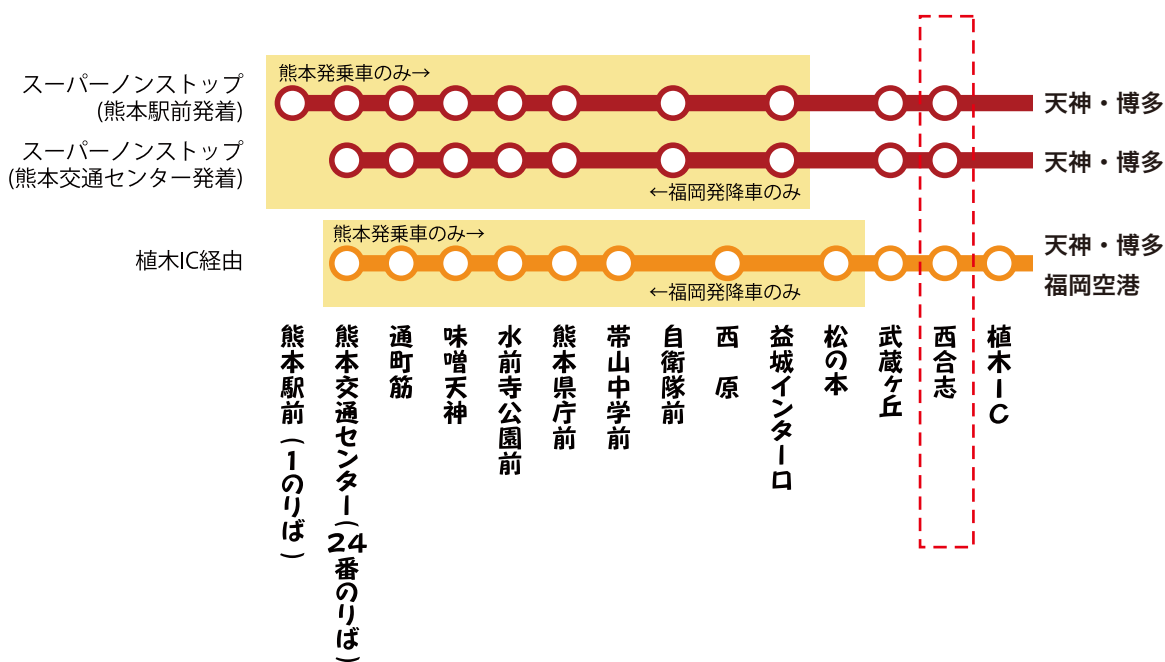 スーパーノンストップ
(熊本駅前発着)
熊本発乗車のみ→
天神・博多
スーパーノンストップ
(熊本交通センター発着)
天神・博多
←福岡発降車のみ
植木IC経由
熊本発乗車のみ→
天神・博多
福岡空港
←福岡発降車のみ
熊本駅前(1のりば)
熊本交通センター(24番のりば)
通町筋
味噌天神
水前寺公園前
熊本県庁前
帯山中学前
自衛隊前
西 原
益城インター口
松の本
武蔵ヶ丘
西合志
植木IC